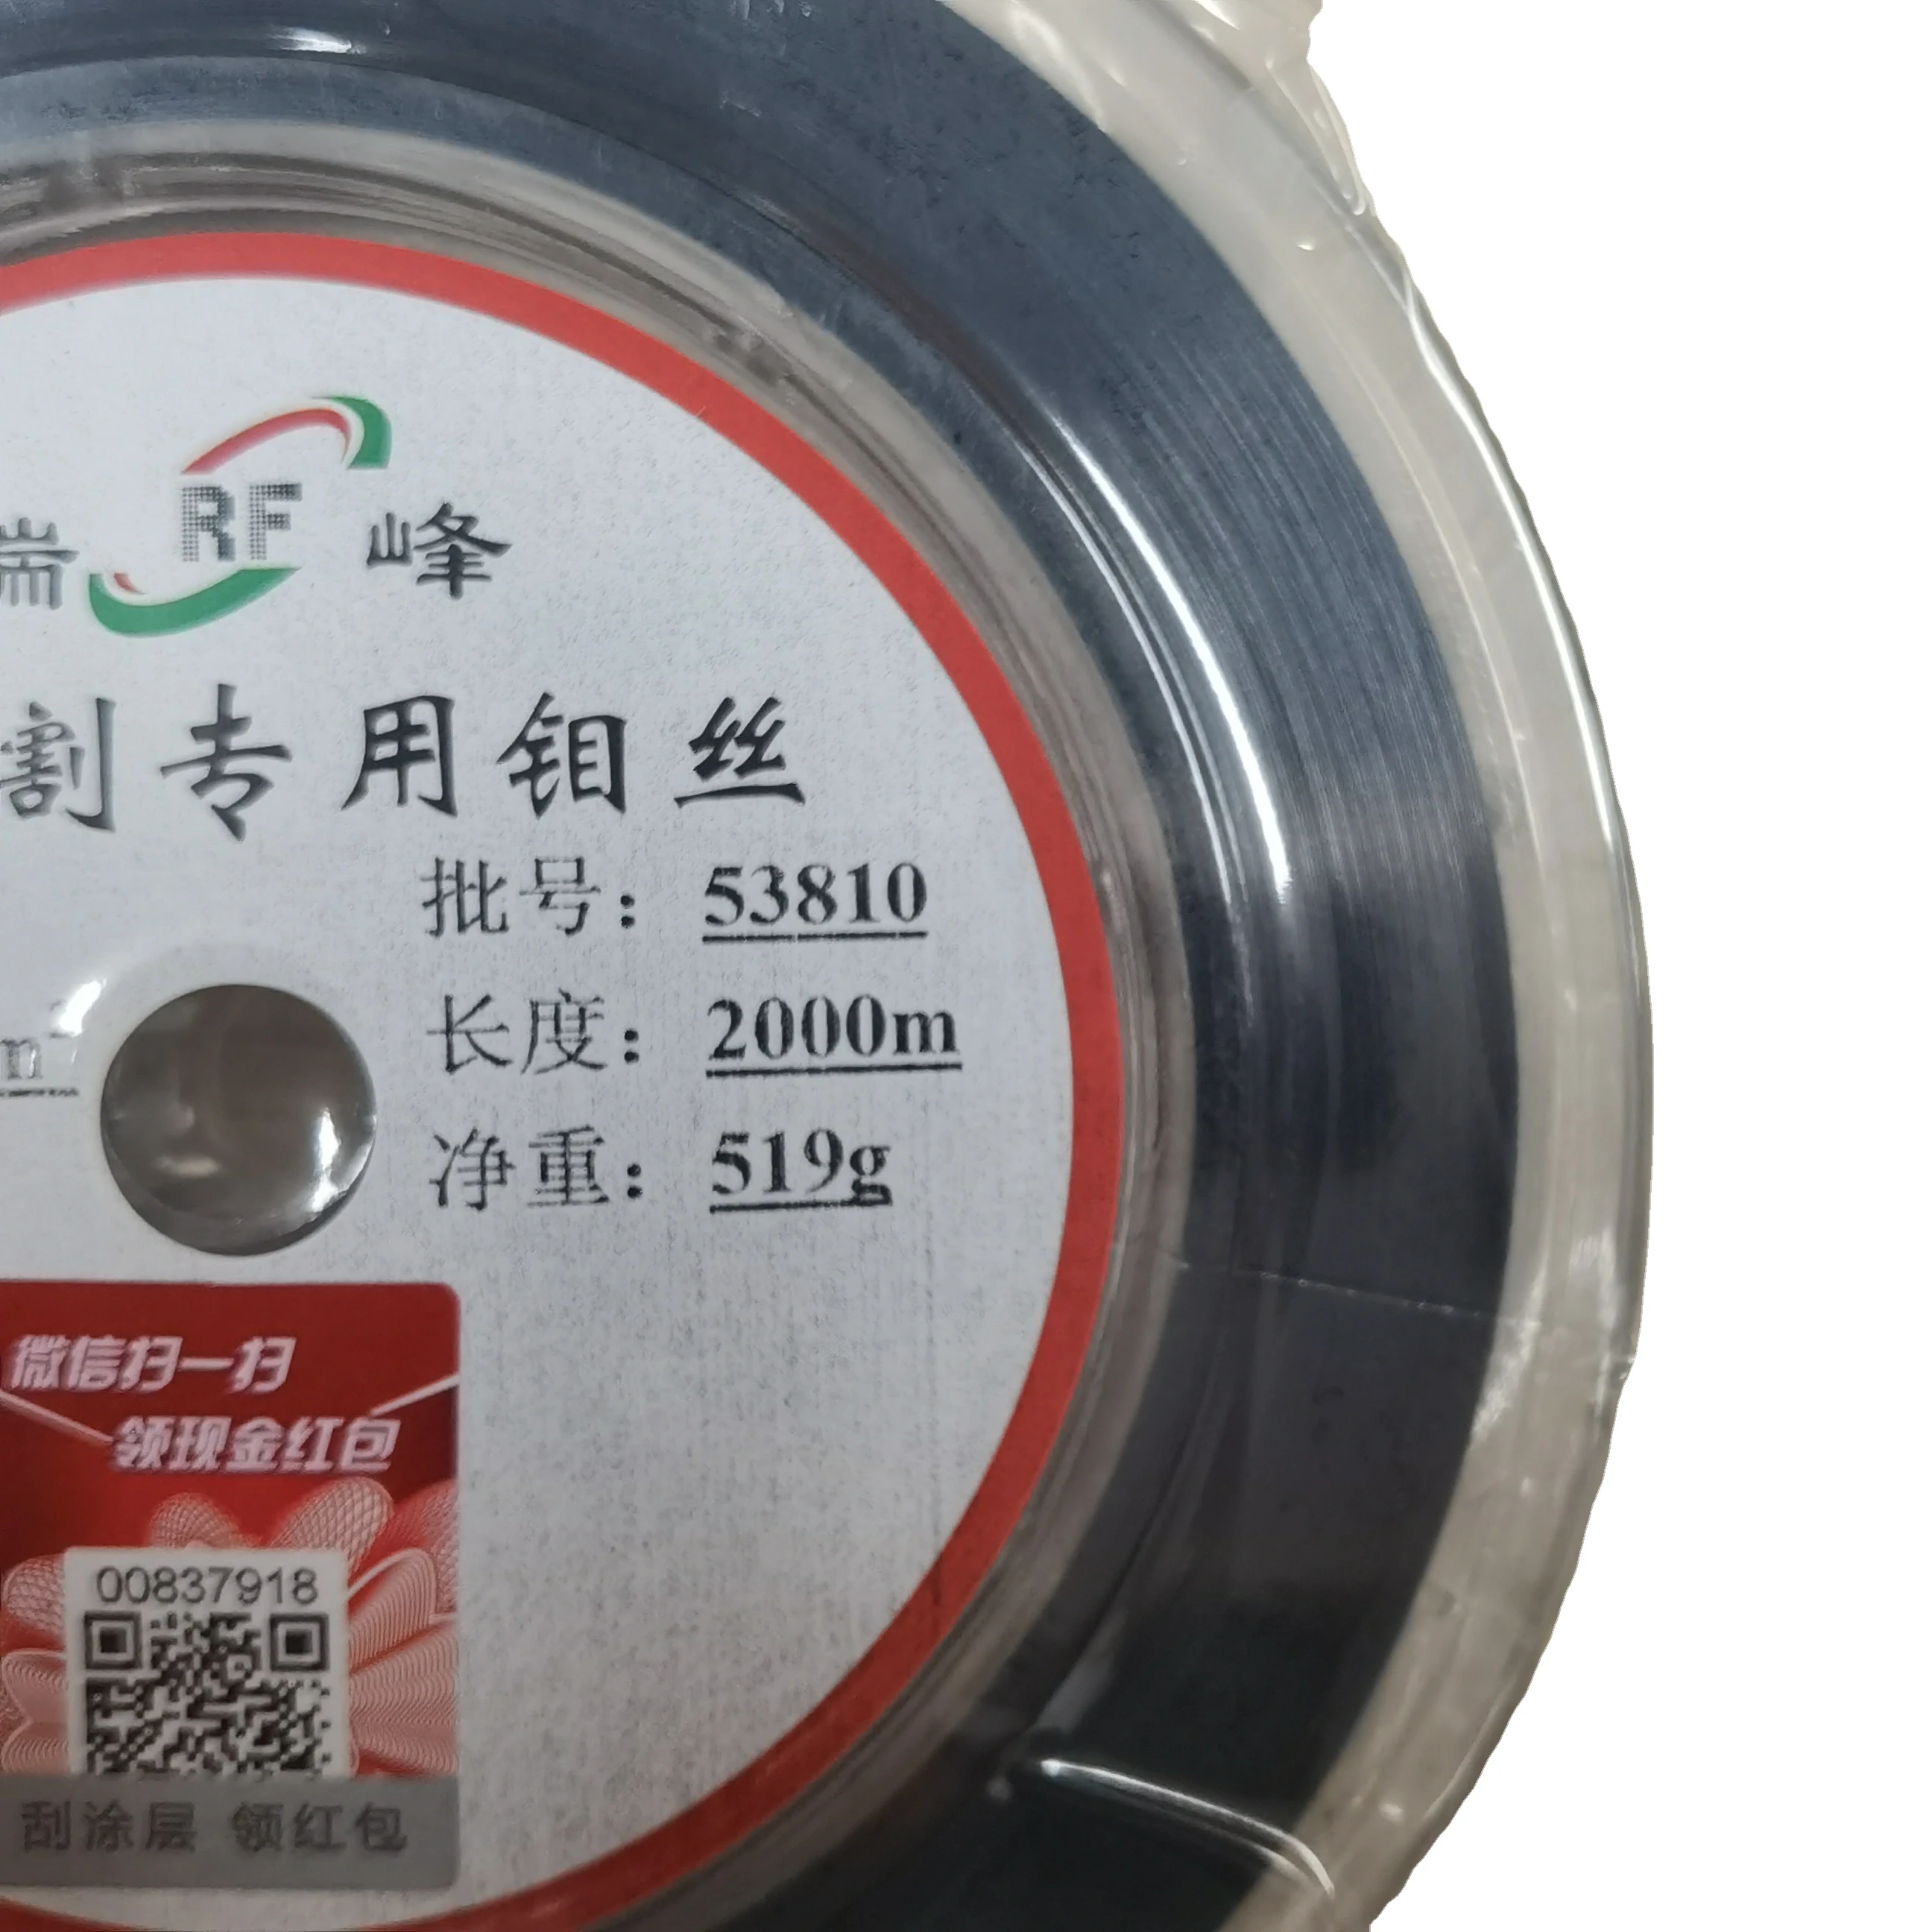 瑞 RF 峰
割专用钼丝
批号：53810
长度：2000m
净重：519g
微信扫一扫
领现金红包
00837918
刮涂层 领红包